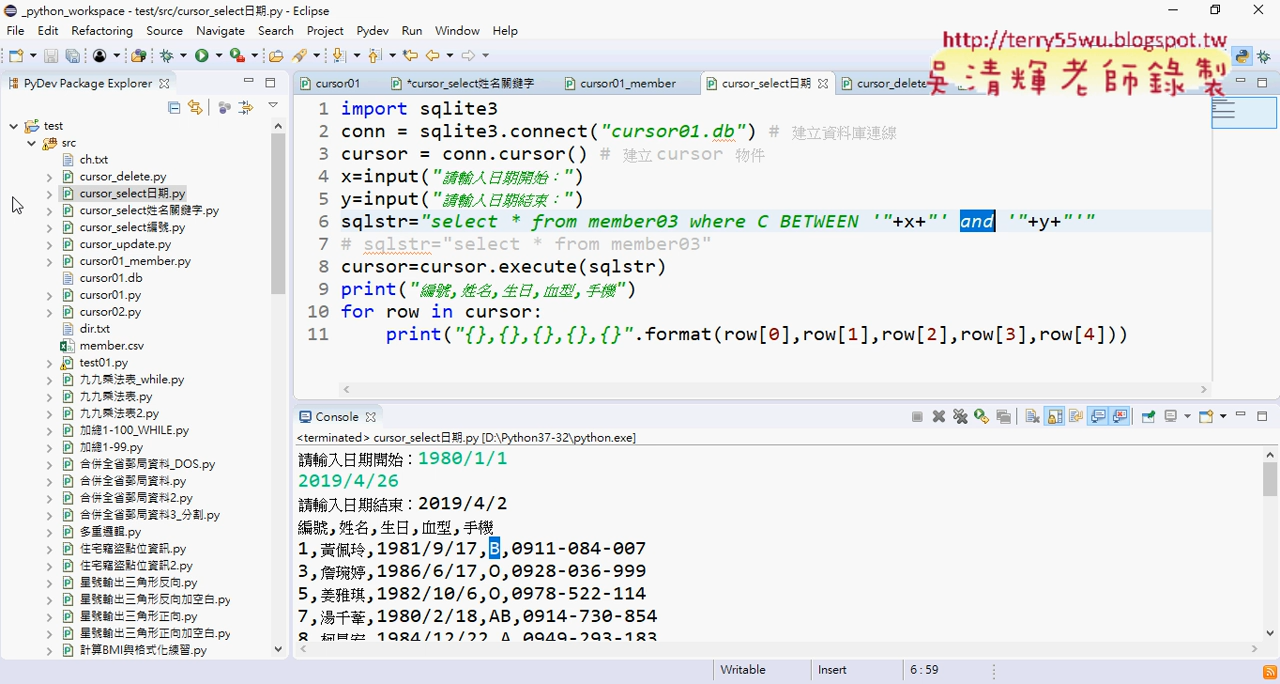 _python_workspace - test/src/cursor_select日期.py - Eclipse
File Edit Refactoring Source Navigate Search Project Pydev Run Window Help
http://terry55wu.blogspot.tw
吳清輝老師錄製
PyDev Package Explorer
cursor01
*cursor_select姓名關鍵字
cursor01_member
cursor_select日期
cursor_delete
test
src
ch.txt
cursor_delete.py
cursor_select日期.py
cursor_select姓名關鍵字.py
cursor_select編號.py
cursor_update.py
cursor01_member.py
cursor01.db
cursor01.py
cursor02.py
dir.txt
member.csv
test01.py
九九乘法表_while.py
九九乘法表.py
九九乘法表2.py
加總1-100_WHILE.py
加總1-99.py
合併全省郵局資料_DOS.py
合併全省郵局資料.py
合併全省郵局資料2.py
合併全省郵局資料3_分割.py
多重邏輯.py
住宅竊盜點位資訊.py
住宅竊盜點位資訊2.py
星號輸出三角形反向.py
星號輸出三角形反向加空白.py
星號輸出三角形正向.py
星號輸出三角形正向加空白.py
計算BMI與格式化練習.py
1 import sqlite3
2 conn = sqlite3.connect("cursor01.db") # 建立資料庫連線
3 cursor = conn.cursor() # 建立 cursor 物件
4 x=input("請輸入日期開始：")
5 y=input("請輸入日期結束：")
6 sqlstr="select * from member03 where C BETWEEN '"+x+"' and '"+y+"'"
7 # sqlstr="select * from member03"
8 cursor=cursor.execute(sqlstr)
9 print("編號,姓名,生日,血型,手機")
10 for row in cursor:
11 print("{},{},{},{},{}".format(row[0],row[1],row[2],row[3],row[4]))
Console
<terminated> cursor_select日期.py [D:\Python37-32\python.exe]
請輸入日期開始：1980/1/1
2019/4/26
請輸入日期結束：2019/4/2
編號,姓名,生日,血型,手機
1,黃佩玲,1981/9/17,B,0911-084-007
3,詹琬婷,1986/6/17,O,0928-036-999
5,姜雅琪,1982/10/6,O,0978-522-114
7,湯千葦,1980/2/18,AB,0914-730-854
Writable Insert 6 : 59